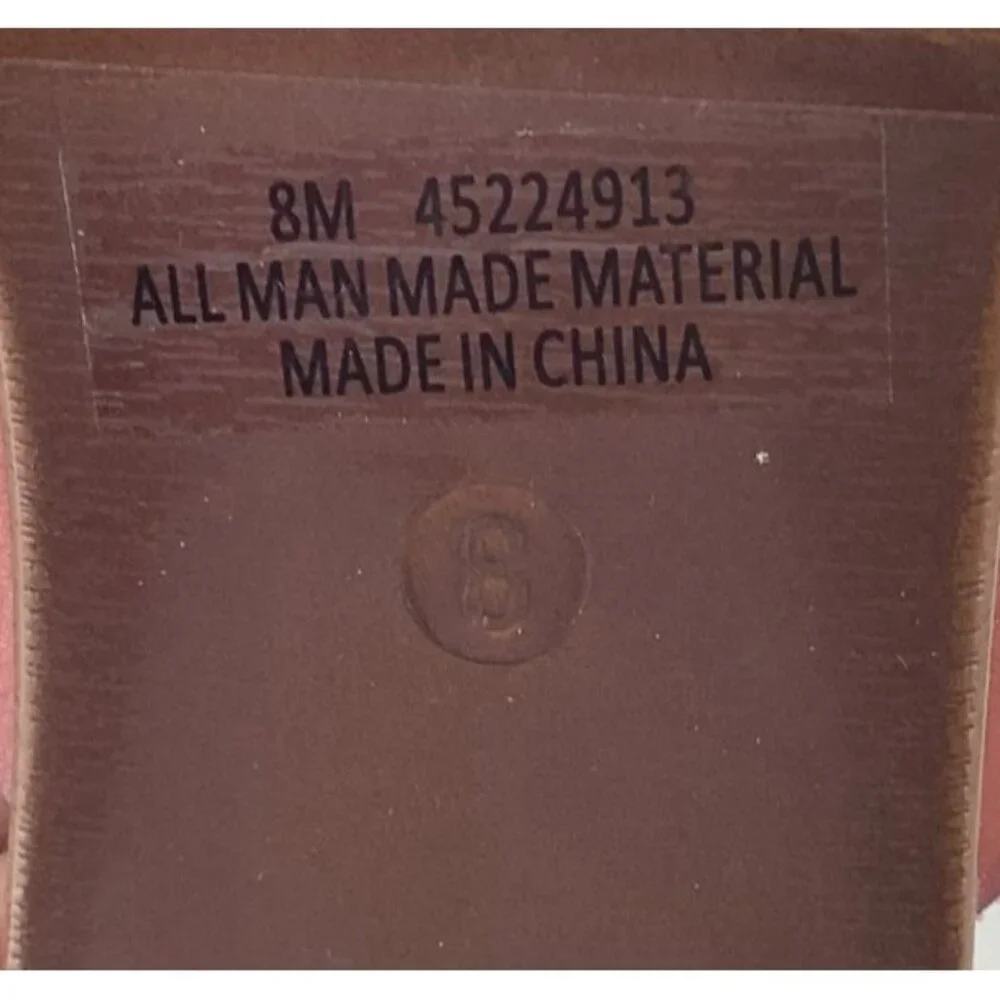 8M 45224913
ALL MAN MADE MATERIAL
MADE IN CHINA
8